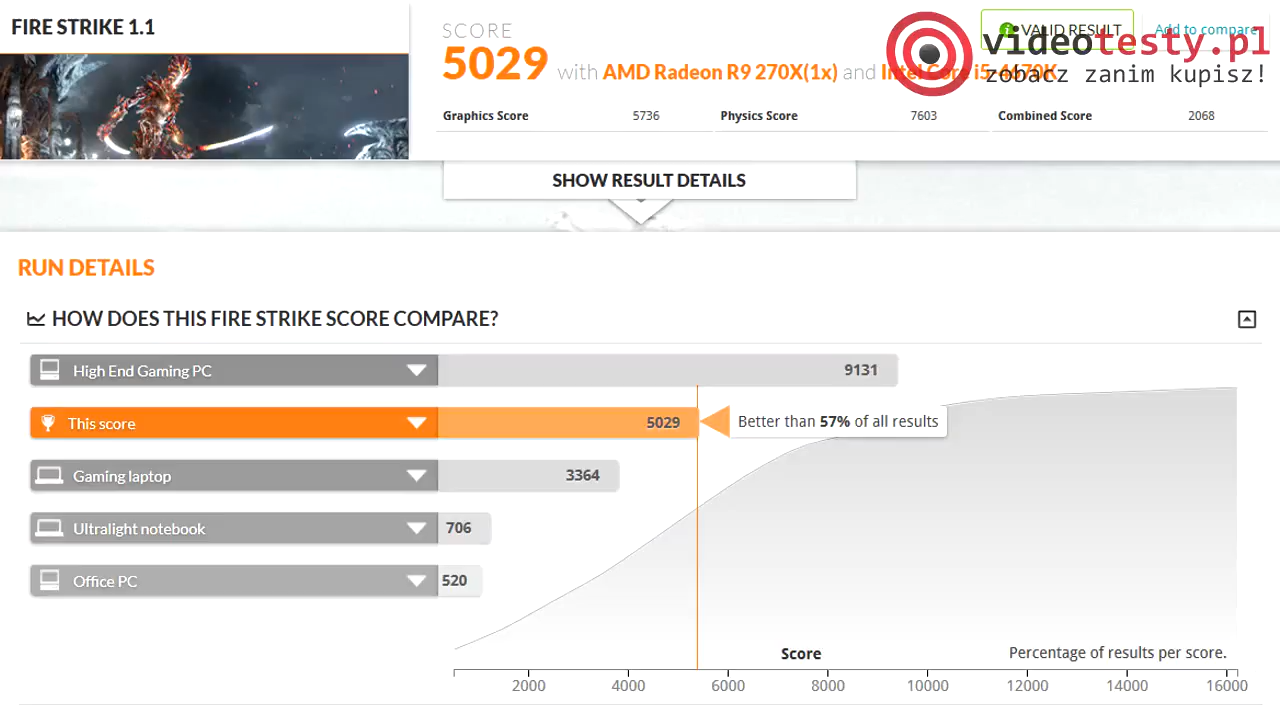 FIRE STRIKE 1.1
SCORE
5029 with AMD Radeon R9 270X(1x) and Intel Core i5-4670K
VALID RESULT
Add to compare
videotesty.pl
zobacz zanim kupisz!
Graphics Score 5736 Physics Score 7603 Combined Score 2068
SHOW RESULT DETAILS
RUN DETAILS
HOW DOES THIS FIRE STRIKE SCORE COMPARE?
High End Gaming PC 9131
This score 5029 Better than 57% of all results
Gaming laptop 3364
Ultralight notebook 706
Office PC 520
Score Percentage of results per score.
2000 4000 6000 8000 10000 12000 14000 16000